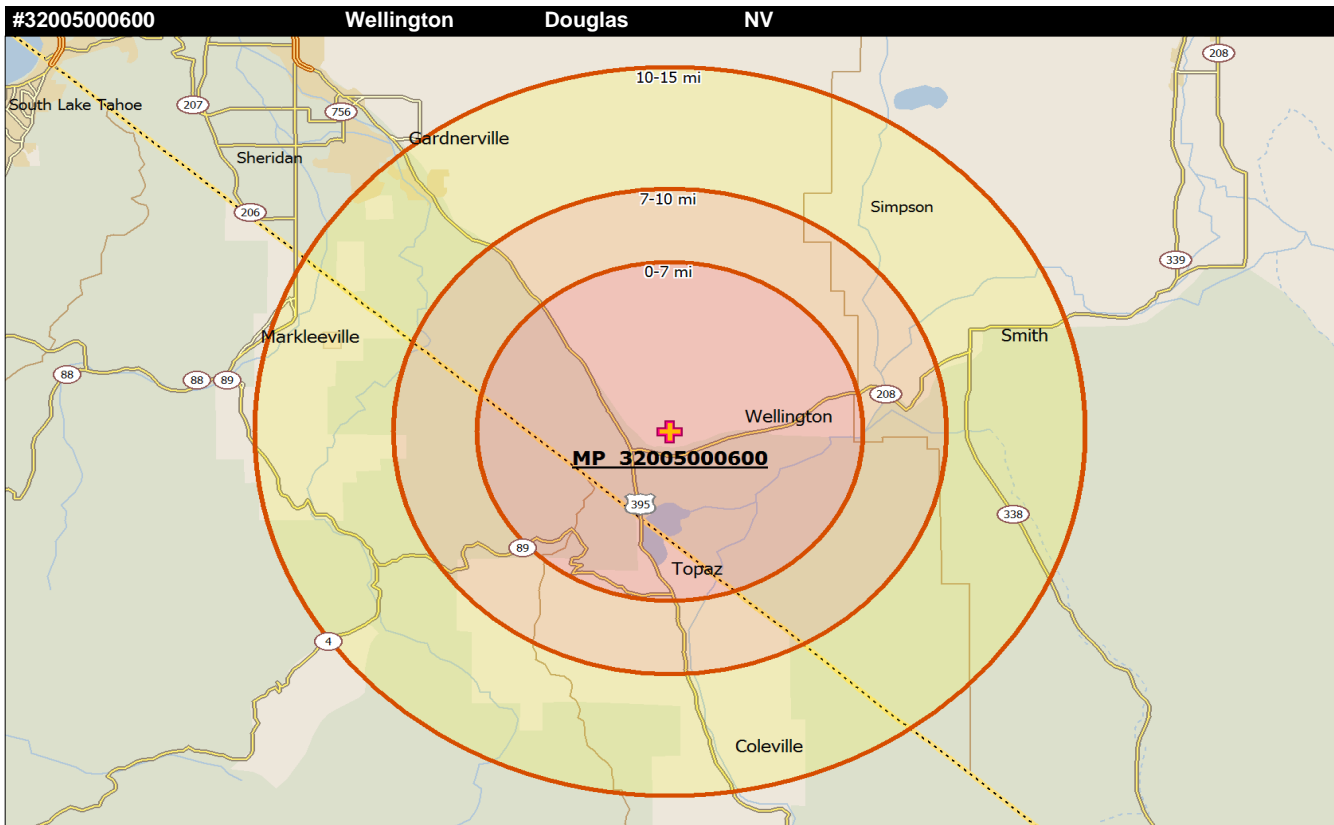 #32005000600 Wellington Douglas NV
208
10-15 mi
South Lake Tahoe
207
756
Gardnerville
Sheridan
7-10 mi
206
Simpson
339
0-7 mi
Markleeville
Smith
88
88
89
208
Wellington
MP 32005000600
395
338
89
Topaz
4
Coleville